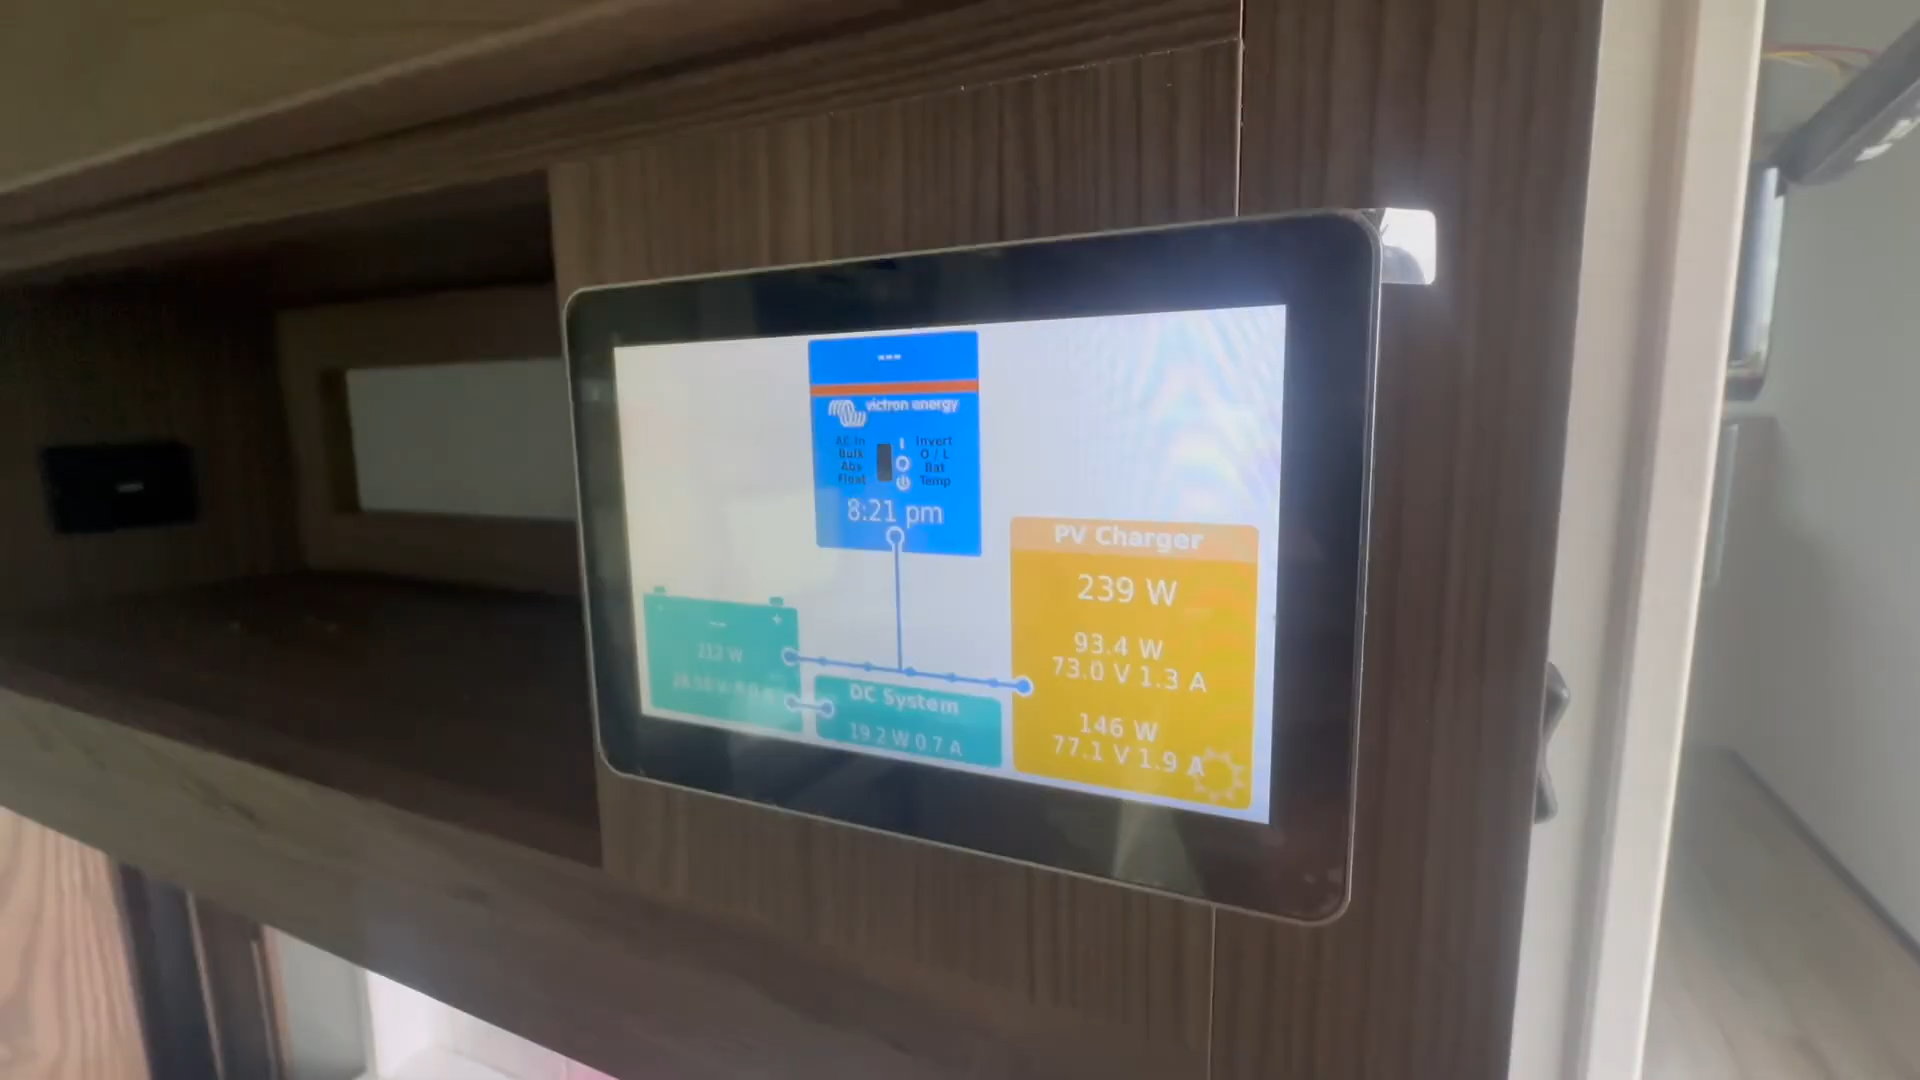 ---
victron energy
AC In
Bulk
Abs
Float
Invert
O / L
Bat
Temp
8:21 pm
PV Charger
239 W
93.4 W
73.0 V 1.3 A
146 W
77.1 V 1.9 A
--
212 W
DC System
19.2 W 0.7 A